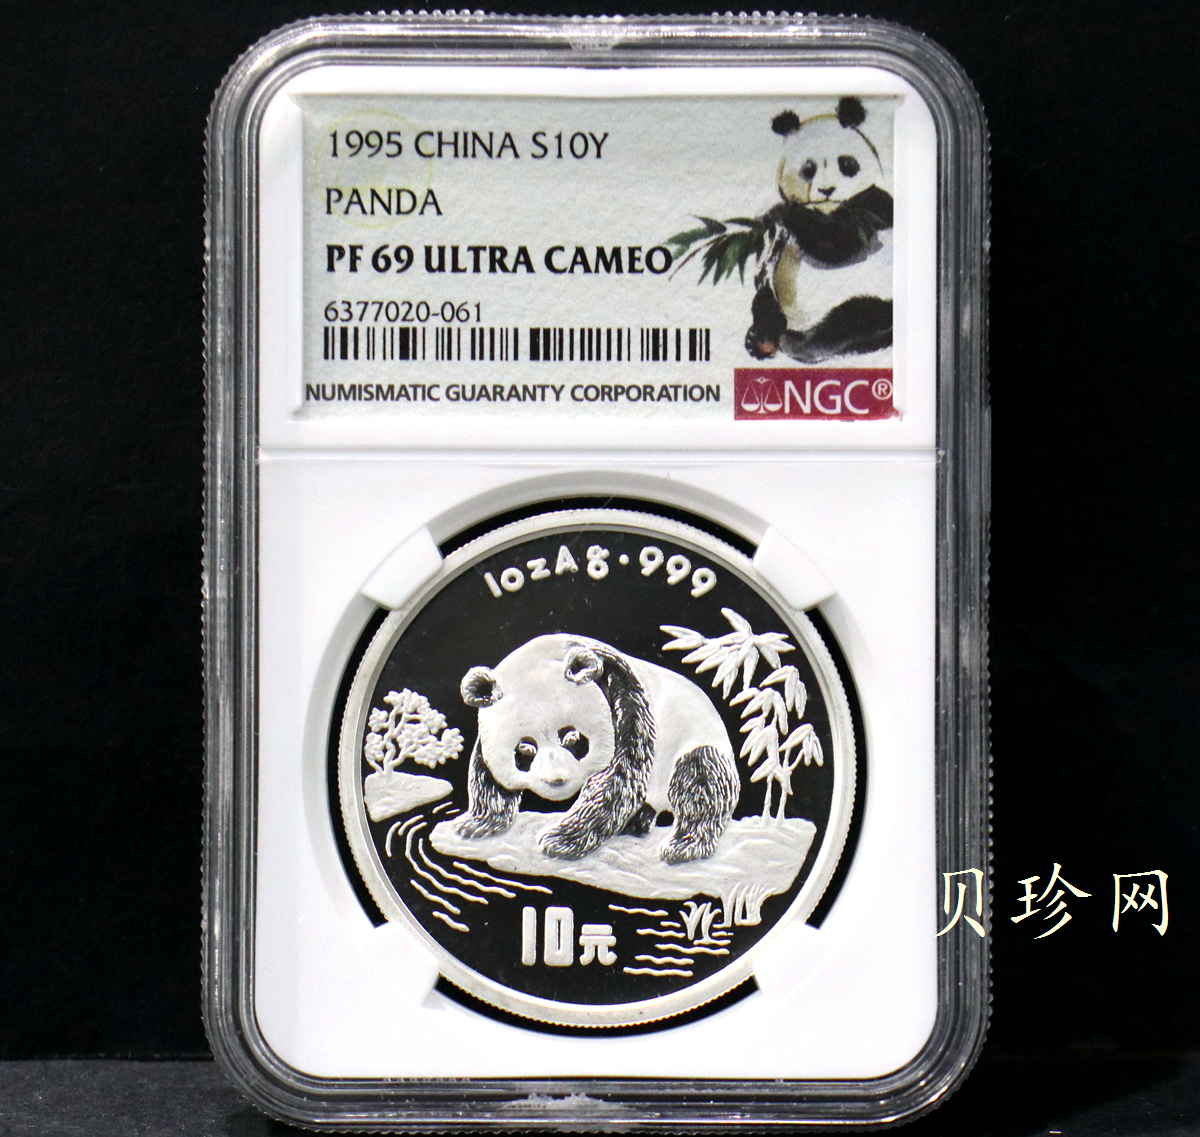 1995 CHINA S10Y
PANDA
PF 69 ULTRA CAMEO
6377020-061
NUMISMATIC GUARANTY CORPORATION
NGC®
1ozAg·999
10元
贝珍网